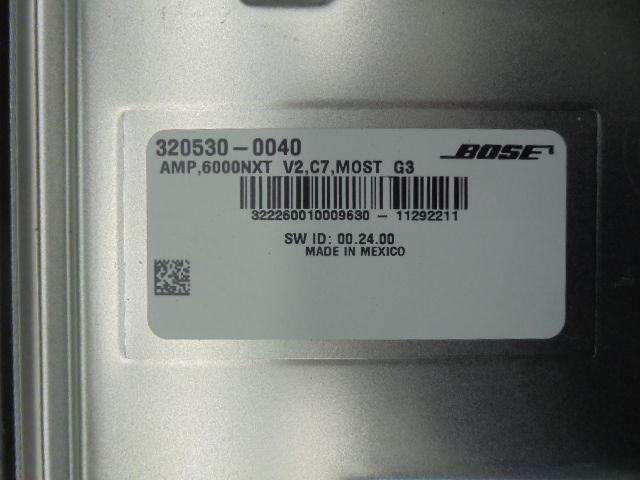 320530-0040
BOSE
AMP,6000NXT V2,C7,MOST G3
322260010009630 - 11292211
SW ID: 00.24.00
MADE IN MEXICO